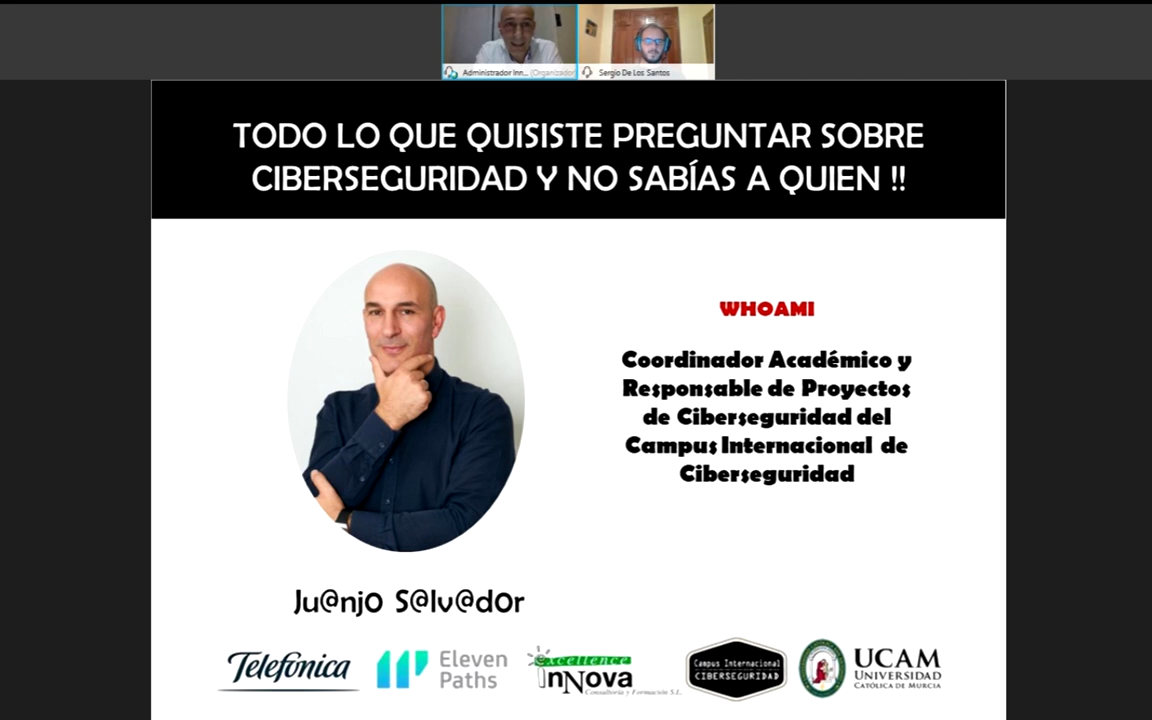 Administrador Inn... (Organizador
Sergio De Los Santos
TODO LO QUE QUISISTE PREGUNTAR SOBRE
CIBERSEGURIDAD Y NO SABÍAS A QUIEN !!
WHOAMI
Coordinador Académico y
Responsable de Proyectos
de Ciberseguridad del
Campus Internacional de
Ciberseguridad
Ju@njo S@lv@dor
Telefónica
Eleven
Paths
excellence
inNova
Consultoría y Formación S.L.
Campus Internacional
CIBERSEGURIDAD
UCAM
UNIVERSIDAD
CATÓLICA DE MURCIA